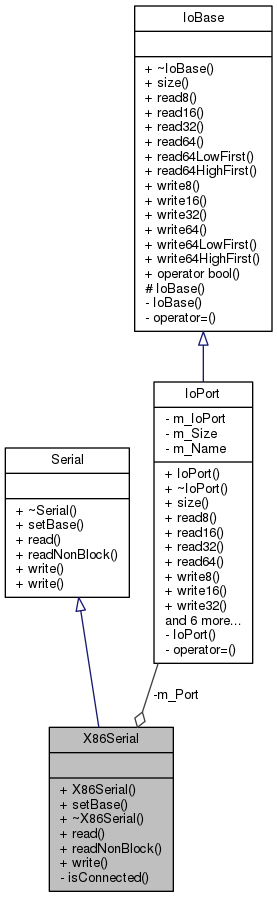 IoBase
+ ~IoBase()
+ size()
+ read8()
+ read16()
+ read32()
+ read64()
+ read64LowFirst()
+ read64HighFirst()
+ write8()
+ write16()
+ write32()
+ write64()
+ write64LowFirst()
+ write64HighFirst()
+ operator bool()
# IoBase()
- IoBase()
- operator=()
IoPort
- m_IoPort
- m_Size
- m_Name
+ IoPort()
+ ~IoPort()
+ size()
+ read8()
+ read16()
+ read32()
+ read64()
+ write8()
+ write16()
+ write32()
and 6 more...
- IoPort()
- operator=()
Serial
+ ~Serial()
+ setBase()
+ read()
+ readNonBlock()
+ write()
+ write()
-m_Port
X86Serial
+ X86Serial()
+ setBase()
+ ~X86Serial()
+ read()
+ readNonBlock()
+ write()
- isConnected()